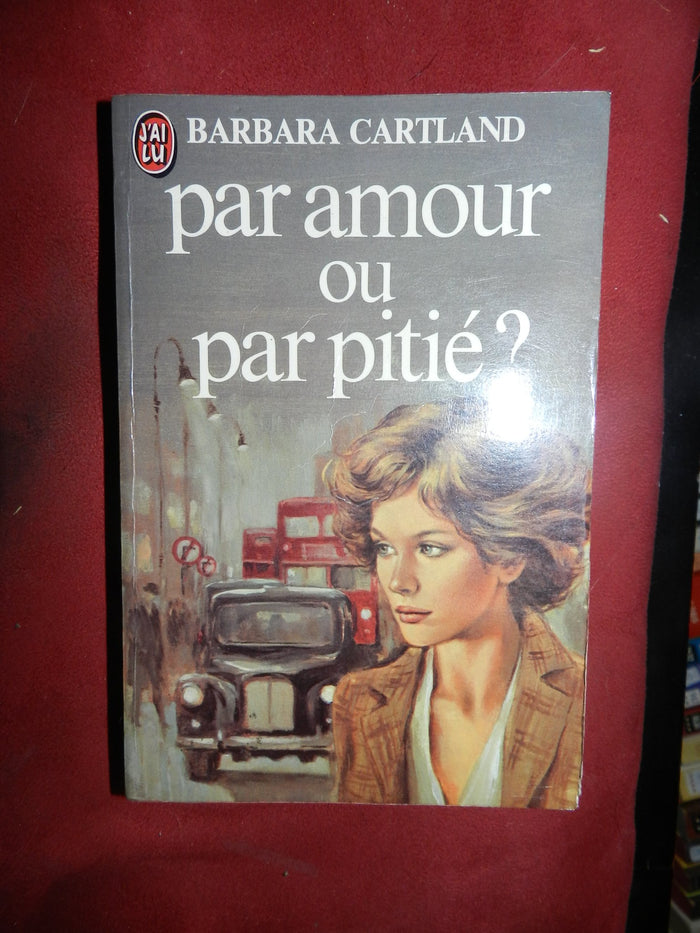 J'AI
LU
BARBARA CARTLAND
par amour
ou
par pitié ?